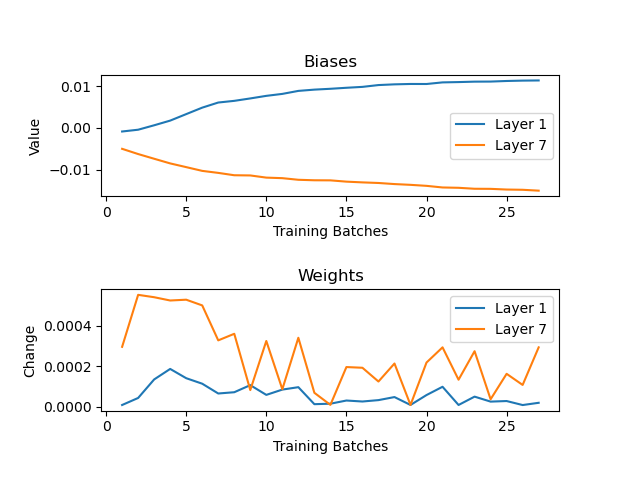 Biases
Value
0.01
0.00
−0.01
Layer 1
Layer 7
0 5 10 15 20 25
Training Batches
Weights
Change
0.0004
0.0002
0.0000
Layer 1
Layer 7
0 5 10 15 20 25
Training Batches